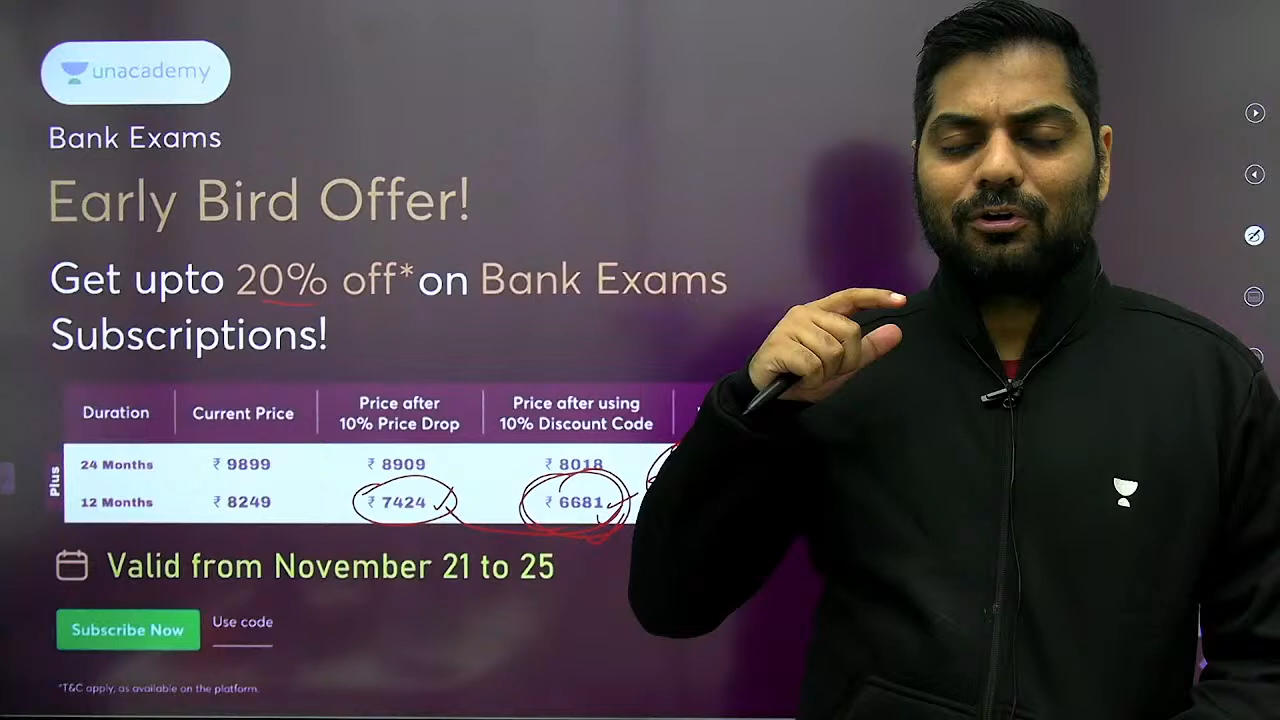 unacademy
Bank Exams
Early Bird Offer!
Get upto 20% off* on Bank Exams
Subscriptions!
Duration Current Price Price after 10% Price Drop Price after using 10% Discount Code
Plus
24 Months ₹ 9899 ₹ 8909 ₹ 8018
12 Months ₹ 8249 ₹ 7424 ₹ 6681
Valid from November 21 to 25
Subscribe Now Use code
*T&C apply, as available on the platform.